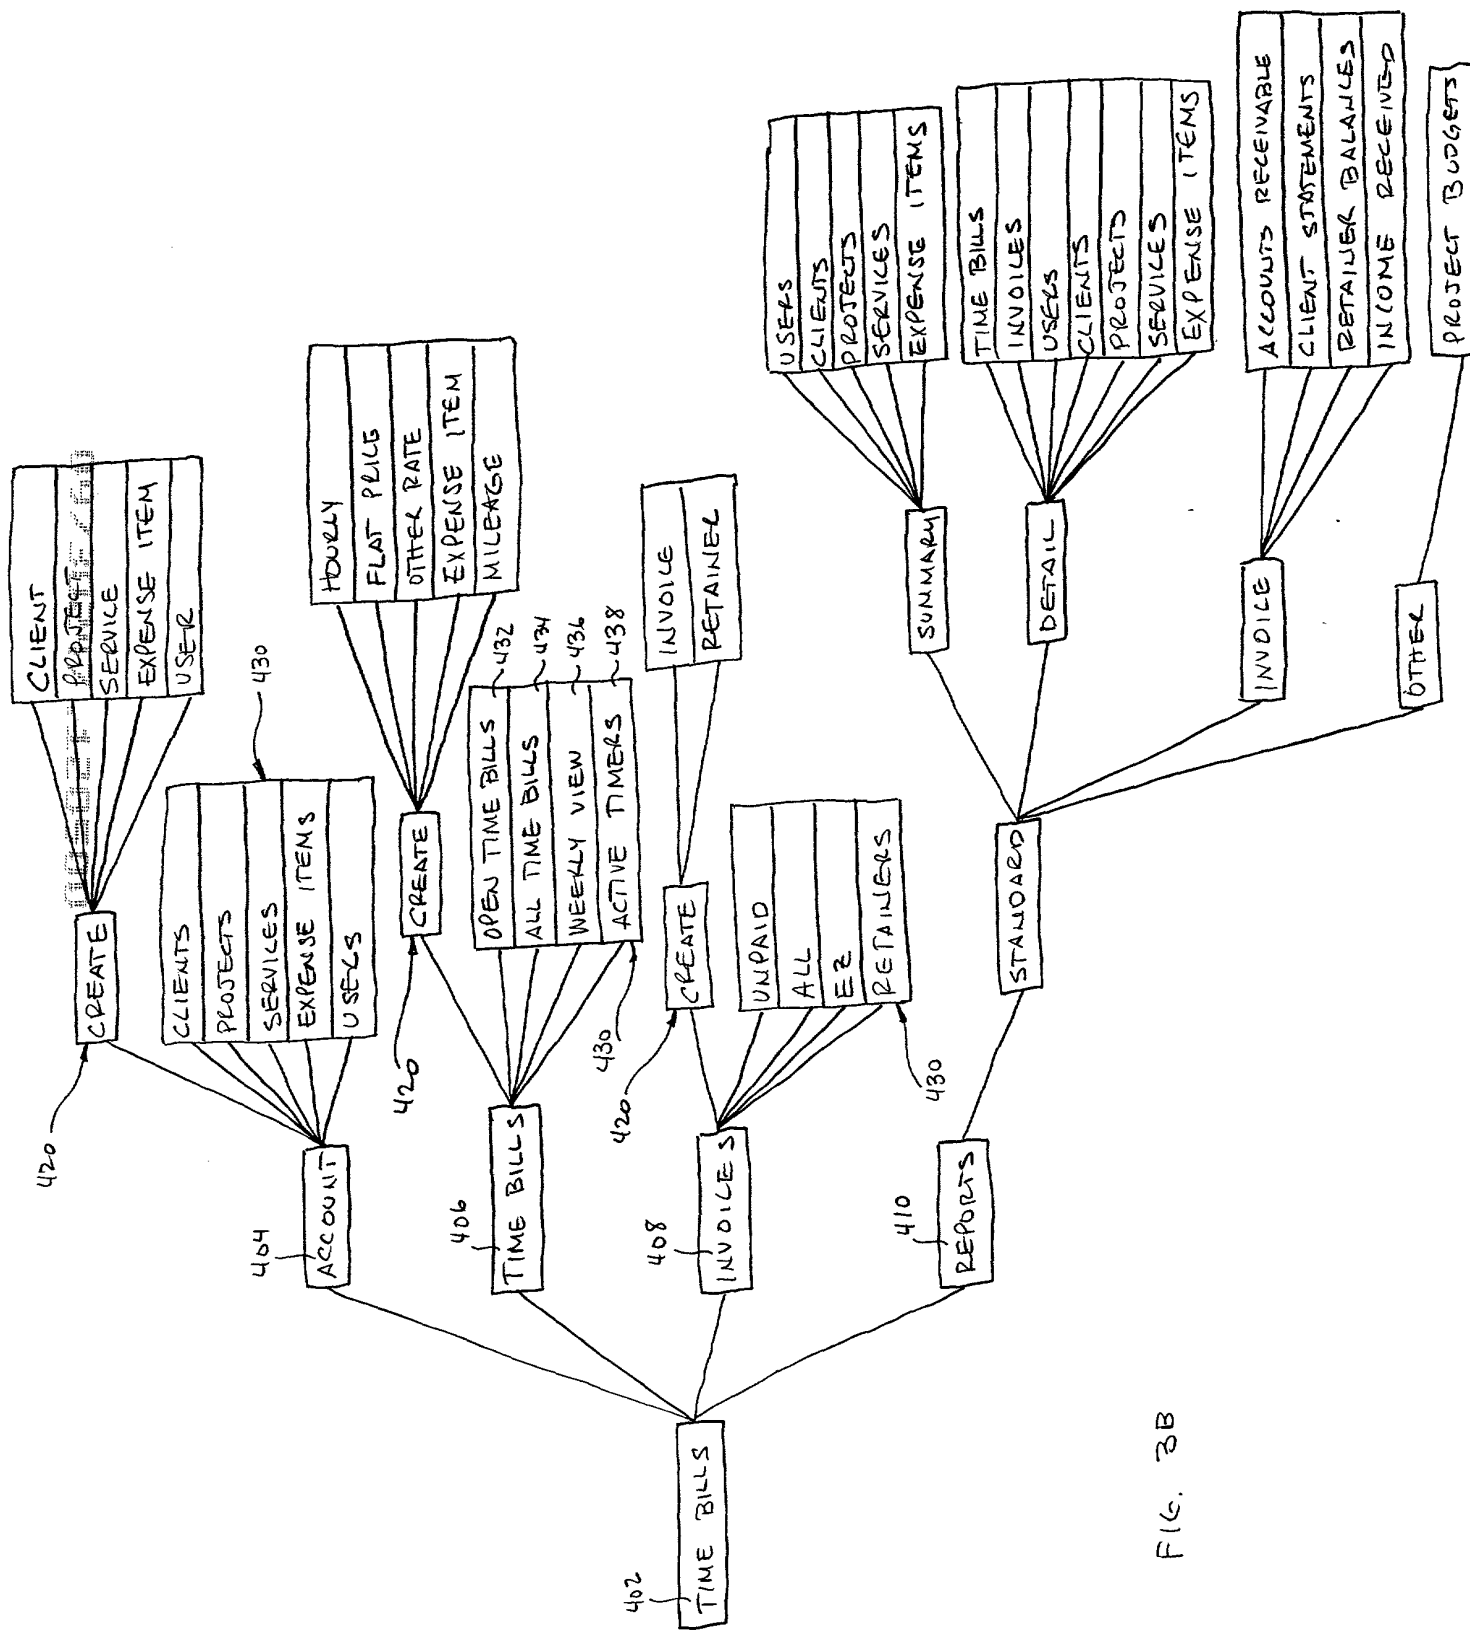 402
TIME BILLS
404
ACCOUNT
406
TIME BILLS
408
INVOICES
410
REPORTS
420
CREATE
CLIENT
PROJECT
SERVICE
EXPENSE ITEM
USER
430
CLIENTS
PROJECTS
SERVICES
EXPENSE ITEMS
USERS
420
CREATE
HOURLY
FLAT PRICE
OTHER RATE
EXPENSE ITEM
MILEAGE
430
OPEN TIME BILLS 432
ALL TIME BILLS 434
WEEKLY VIEW 436
ACTIVE TIMERS 438
420
CREATE
INVOICE
RETAINER
430
UNPAID
ALL
EZ
RETAINERS
STANDARD
SUMMARY
USERS
CLIENTS
PROJECTS
SERVICES
EXPENSE ITEMS
DETAIL
TIME BILLS
INVOICES
USERS
CLIENTS
PROJECTS
SERVICES
EXPENSE ITEMS
INVOICE
ACCOUNTS RECEIVABLE
CLIENT STATEMENTS
RETAINER BALANCES
INCOME RECEIVED
OTHER
PROJECT BUDGETS
FIG. 3B